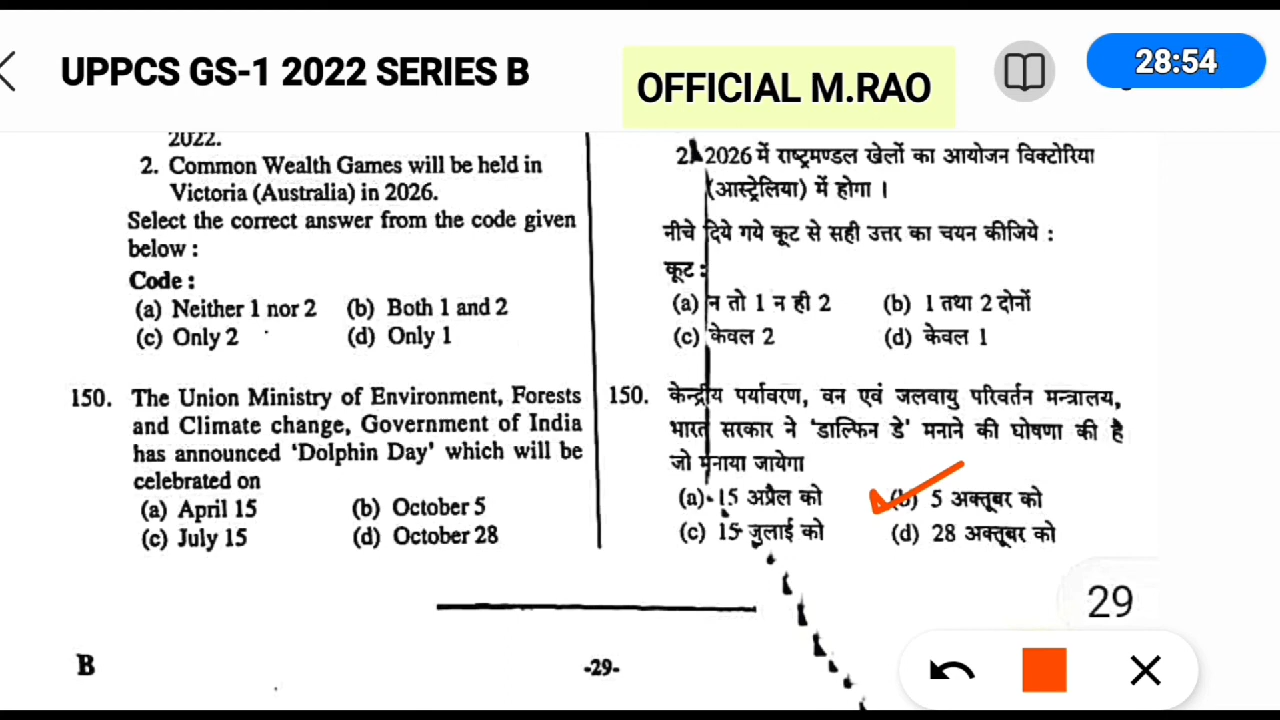 UPPCS GS-1 2022 SERIES B
OFFICIAL M.RAO
28:54
2022.
2. Common Wealth Games will be held in
Victoria (Australia) in 2026.
Select the correct answer from the code given
below :
Code :
(a) Neither 1 nor 2 (b) Both 1 and 2
(c) Only 2 (d) Only 1
150. The Union Ministry of Environment, Forests
and Climate change, Government of India
has announced ‘Dolphin Day’ which will be
celebrated on
(a) April 15 (b) October 5
(c) July 15 (d) October 28
2. 2026 में राष्ट्रमण्डल खेलों का आयोजन विक्टोरिया
(आस्ट्रेलिया) में होगा ।
नीचे दिये गये कूट से सही उत्तर का चयन कीजिये :
कूट :
(a) न तो 1 न ही 2 (b) 1 तथा 2 दोनों
(c) केवल 2 (d) केवल 1
150. केन्द्रीय पर्यावरण, वन एवं जलवायु परिवर्तन मन्त्रालय,
भारत सरकार ने ‘डाल्फिन डे’ मनाने की घोषणा की है
जो मनाया जायेगा
(a) 15 अप्रैल को (b) 5 अक्तूबर को
(c) 15 जुलाई को (d) 28 अक्तूबर को
29
B
-29-